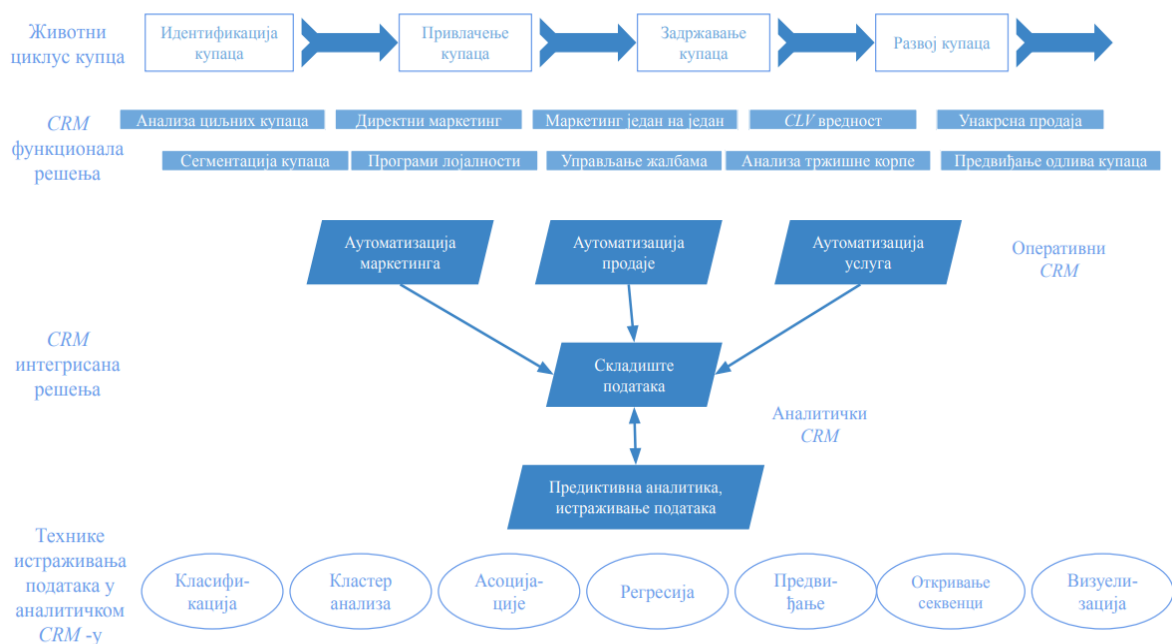 Животни
циклус купца
Идентификација
купаца
Привлачење
купаца
Задржавање
купаца
Развој купаца
CRM
функционала
решења
Анализа циљних купаца
Директни маркетинг
Маркетинг један на један
CLV вредност
Унакрсна продаја
Сегментација купаца
Програми лојалности
Управљање жалбама
Анализа тржишне корпе
Предвиђање одлива купаца
Аутоматизација
маркетинга
Аутоматизација
продаје
Аутоматизација
услуга
Оперативни
CRM
CRM
интегрисана
решења
Складиште
података
Аналитички
CRM
Предиктивна аналитика,
истраживање података
Технике
истраживања
података у
аналитичком
CRM -у
Класифи-
кација
Кластер
анализа
Асоција-
ције
Регресија
Предви-
ђање
Откривање
секвенци
Визуели-
зација